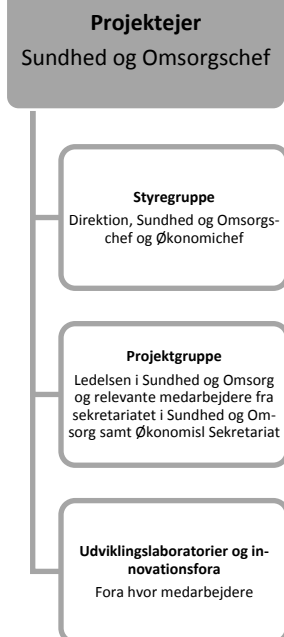 Projektejer
Sundhed og Omsorgschef
Styregruppe
Direktion, Sundhed og Omsorgs-
chef og Økonomichef
Projektgruppe
Ledelsen i Sundhed og Omsorg
og relevante medarbejdere fra
sekretariatet i Sundhed og Om-
sorg samt Økonomisl Sekretariat
Udviklingslaboratorier og in-
novationsfora
Fora hvor medarbejdere